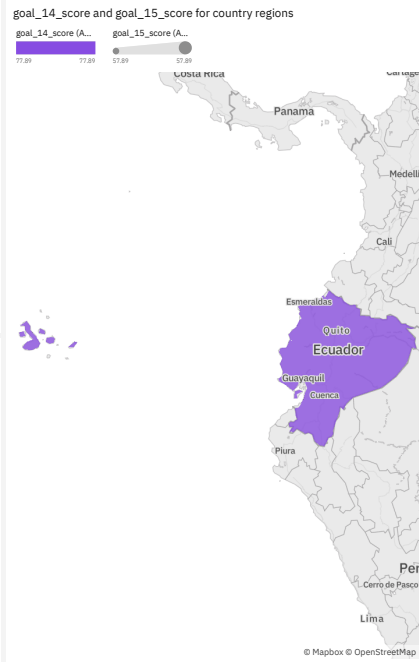 goal_14_score and goal_15_score for country regions
goal_14_score (A... goal_15_score (A...
77.89 77.89 57.89 57.89
Costa Rica
Panama
Medell
Cali
Esmeraldas
Quito
Ecuador
Guayaquil
Cuenca
Piura
Per
Cerro de Pasco
Lima
© Mapbox © OpenStreetMap